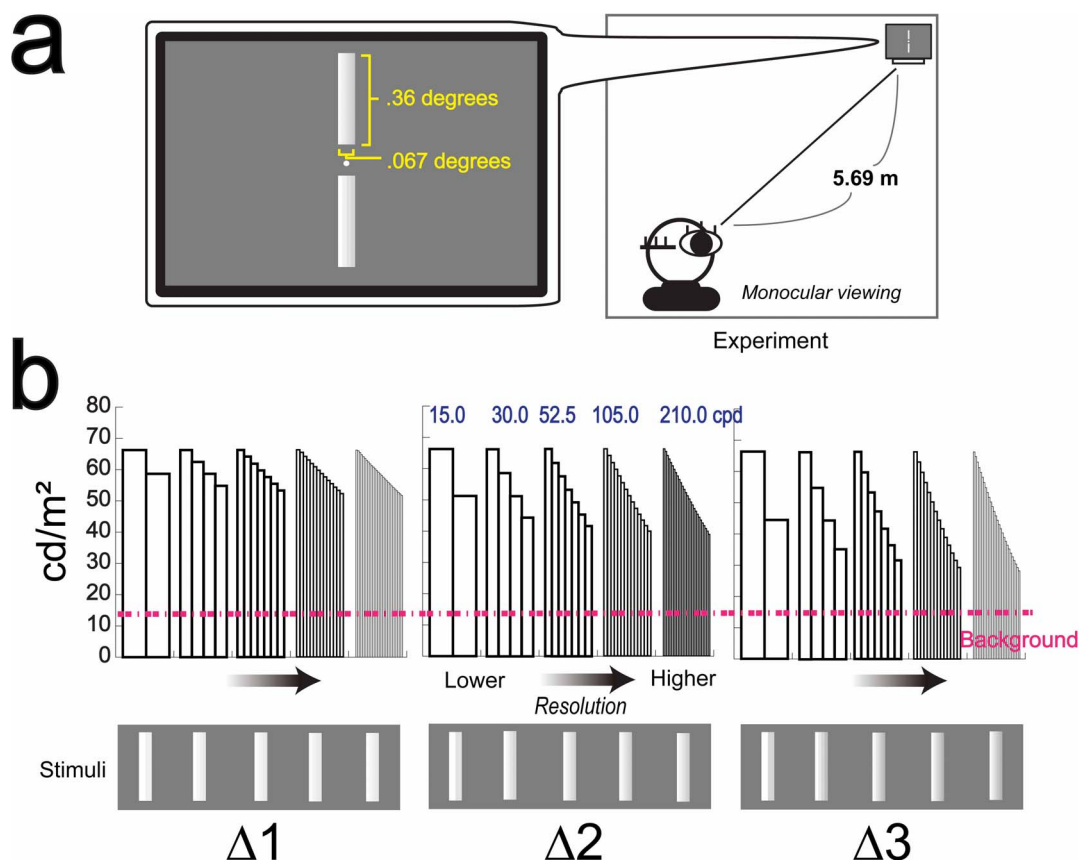 a
.36 degrees
.067 degrees
5.69 m
Monocular viewing
Experiment
b
80
70
60
50
40
30
20
10
0
cd/m²
15.0 30.0 52.5 105.0 210.0 cpd
Background
Lower Higher
Resolution
Stimuli
Δ1 Δ2 Δ3